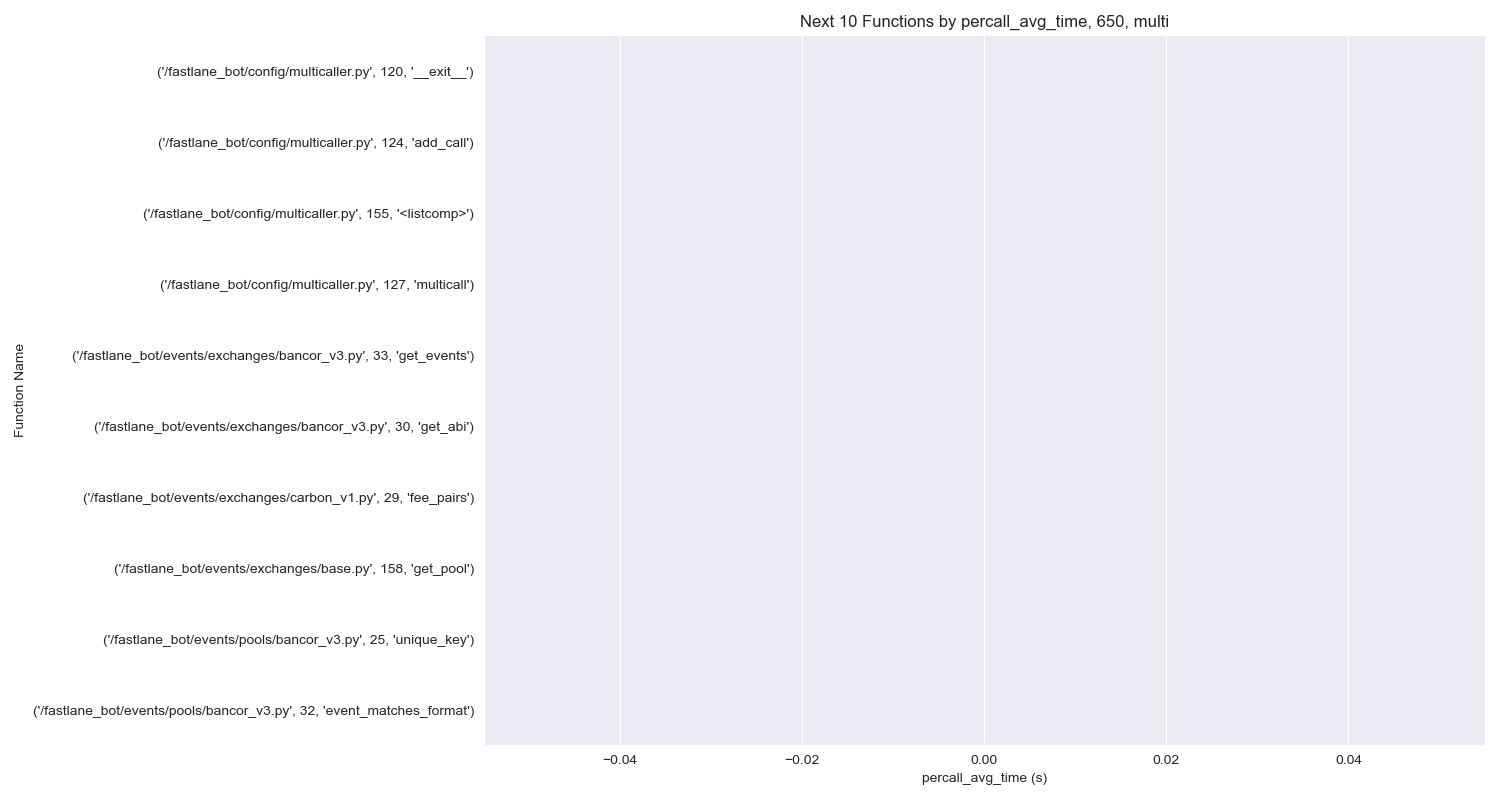 Next 10 Functions by percall_avg_time, 650, multi
('/fastlane_bot/config/multicaller.py', 120, '__exit__')
('/fastlane_bot/config/multicaller.py', 124, 'add_call')
('/fastlane_bot/config/multicaller.py', 155, '<listcomp>')
('/fastlane_bot/config/multicaller.py', 127, 'multicall')
('/fastlane_bot/events/exchanges/bancor_v3.py', 33, 'get_events')
('/fastlane_bot/events/exchanges/bancor_v3.py', 30, 'get_abi')
('/fastlane_bot/events/exchanges/carbon_v1.py', 29, 'fee_pairs')
('/fastlane_bot/events/exchanges/base.py', 158, 'get_pool')
('/fastlane_bot/events/pools/bancor_v3.py', 25, 'unique_key')
('/fastlane_bot/events/pools/bancor_v3.py', 32, 'event_matches_format')
Function Name
−0.04 −0.02 0.00 0.02 0.04
percall_avg_time (s)